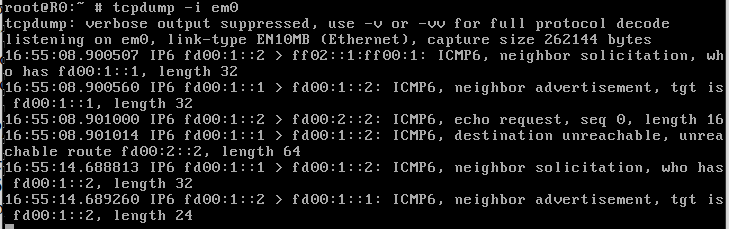 root@R0:~ # tcpdump -i em0
tcpdump: verbose output suppressed, use -v or -vv for full protocol decode
listening on em0, link-type EN10MB (Ethernet), capture size 262144 bytes
16:55:08.900507 IP6 fd00:1::2 > ff02::1:ff00:1: ICMP6, neighbor solicitation, wh
o has fd00:1::1, length 32
16:55:08.900560 IP6 fd00:1::1 > fd00:1::2: ICMP6, neighbor advertisement, tgt is
 fd00:1::1, length 32
16:55:08.901000 IP6 fd00:1::2 > fd00:2::2: ICMP6, echo request, seq 0, length 16
16:55:08.901014 IP6 fd00:1::1 > fd00:1::2: ICMP6, destination unreachable, unrea
chable route fd00:2::2, length 64
16:55:14.688813 IP6 fd00:1::1 > fd00:1::2: ICMP6, neighbor solicitation, who has
 fd00:1::2, length 32
16:55:14.689260 IP6 fd00:1::2 > fd00:1::1: ICMP6, neighbor advertisement, tgt is
 fd00:1::2, length 24